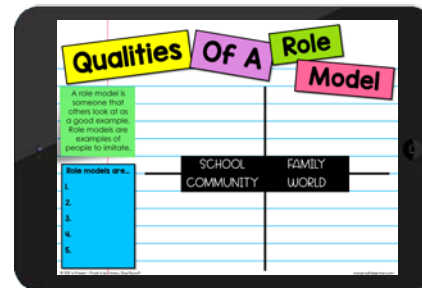 Qualities Of A Role
Model
A role model is
someone that
others look at as
a good example.
Role models are
examples of
people to imitate.
Role models are...
1.
2.
3.
4.
5.
SCHOOL FAMILY
COMMUNITY WORLD